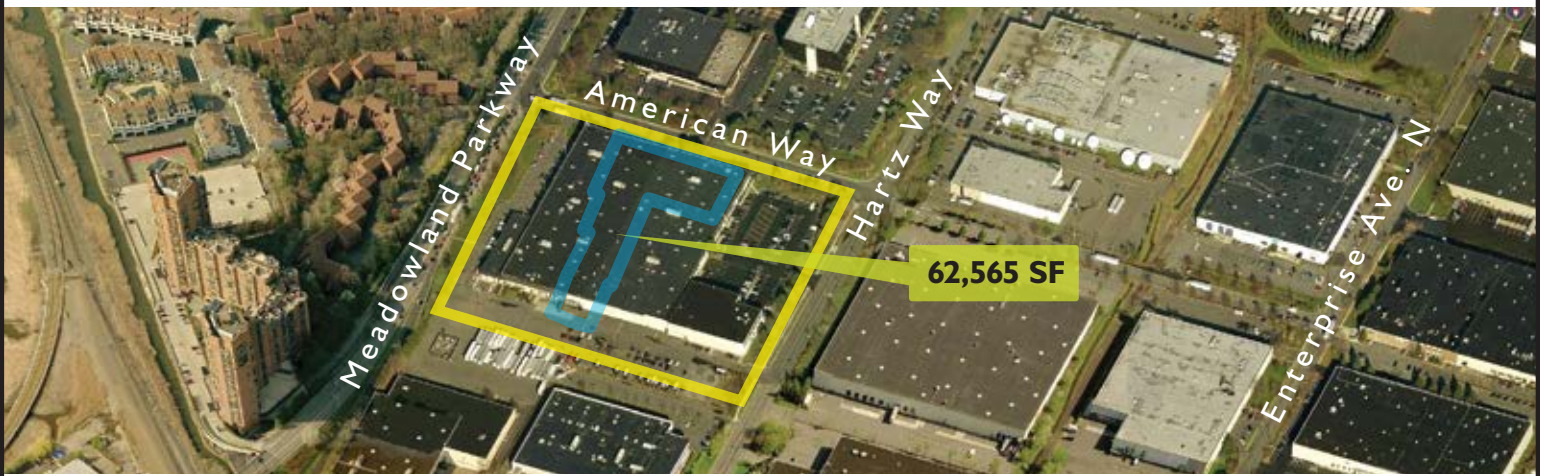 American Way
Meadowland Parkway
Hartz Way
Enterprise Ave. N
62,565 SF